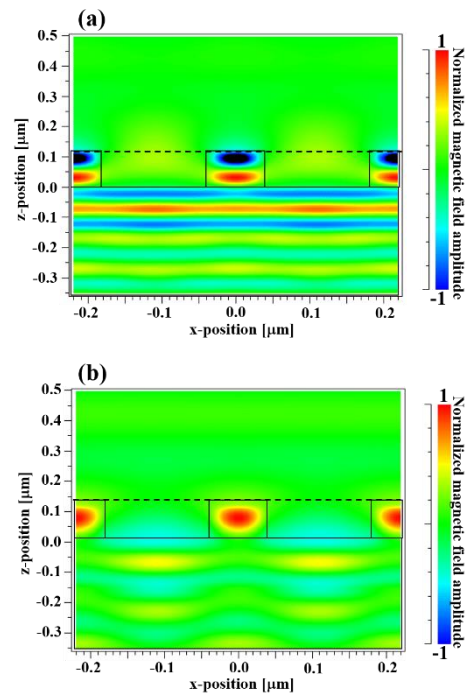 (a)
1
0.5
0.4
0.3
0.2
0.1
0.0
-0.1
-0.2
-0.3
z-position [µm]
-0.2 -0.1 0.0 0.1 0.2
x-position [µm]
Normalized magnetic field amplitude
-1
(b)
1
0.5
0.4
0.3
0.2
0.1
0.0
-0.1
-0.2
-0.3
z-position [µm]
-0.2 -0.1 0.0 0.1 0.2
x-position [µm]
Normalized magnetic field amplitude
-1